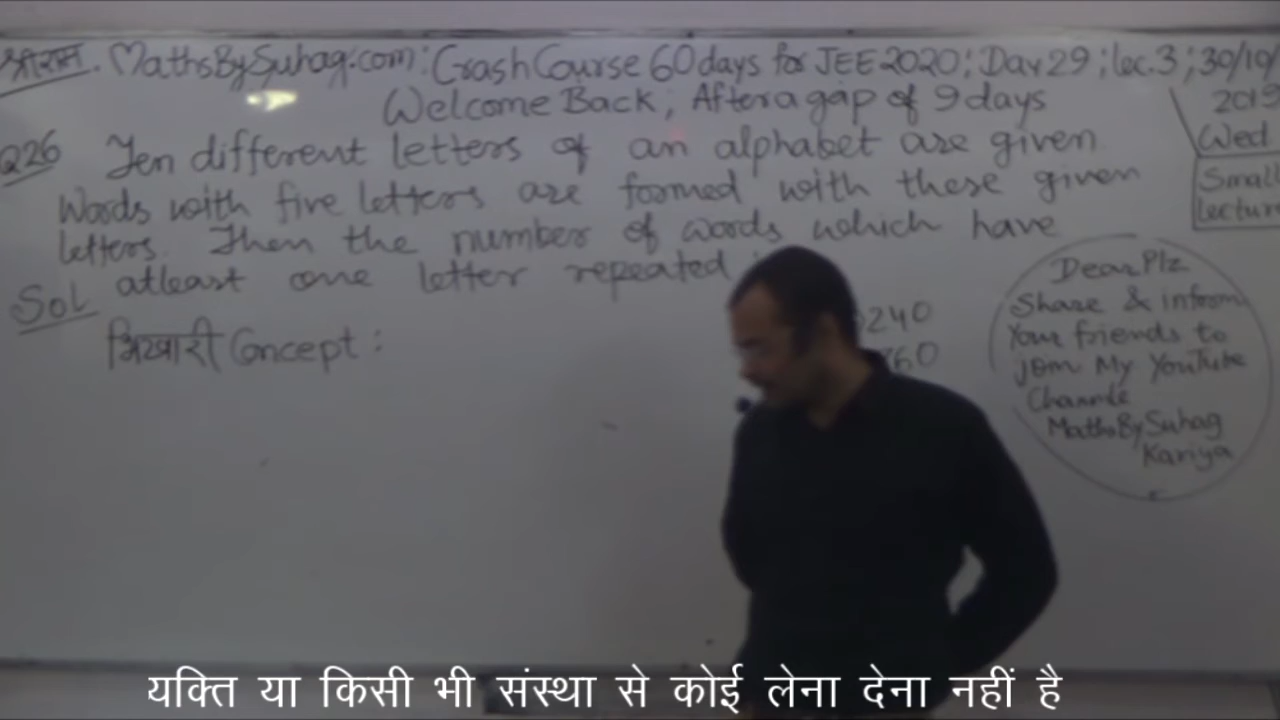 श्रीराम. MathsBySuhag.com: Crash Course 60 days for JEE 2020; Day 29; lec. 3; 30/10/
2019
Welcome Back, After a gap of 9 days
Wed
Q26 Ten different letters of an alphabet are given
Words with five letters are formed with these given
Small
lecture
letters. Then the number of words which have
atleast one letter repeated
Sol
भिखारी Concept:
240
760
Dear Plz
Share & inform
Your friends to
join My YouTube
Channle
MathsBySuhag
Kariya
यक्ति या किसी भी संस्था से कोई लेना देना नहीं है